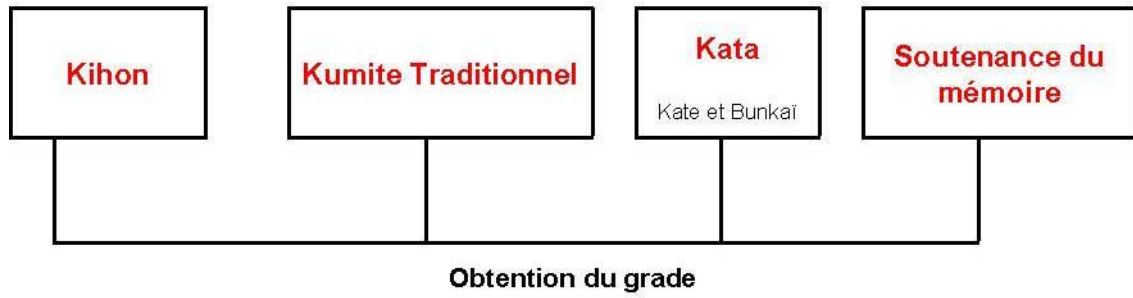 Kihon
Kumite Traditionnel
Kata
Kate et Bunkaï
Soutenance du
mémoire
Obtention du grade